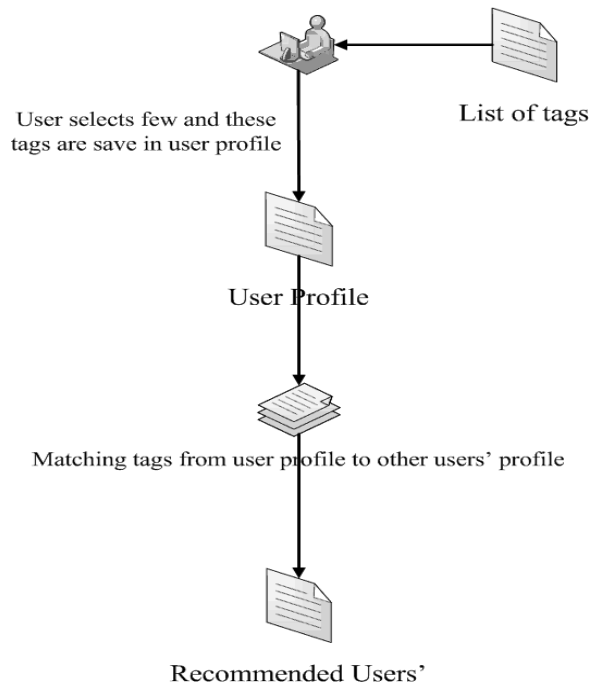 List of tags
User selects few and these
tags are save in user profile
User Profile
Matching tags from user profile to other users’ profile
Recommended Users’